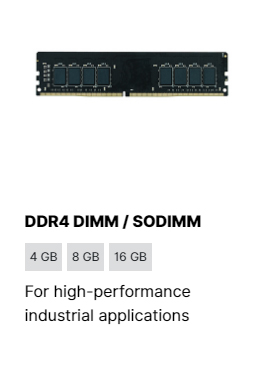 DDR4 DIMM / SODIMM
4 GB 8 GB 16 GB
For high-performance
industrial applications